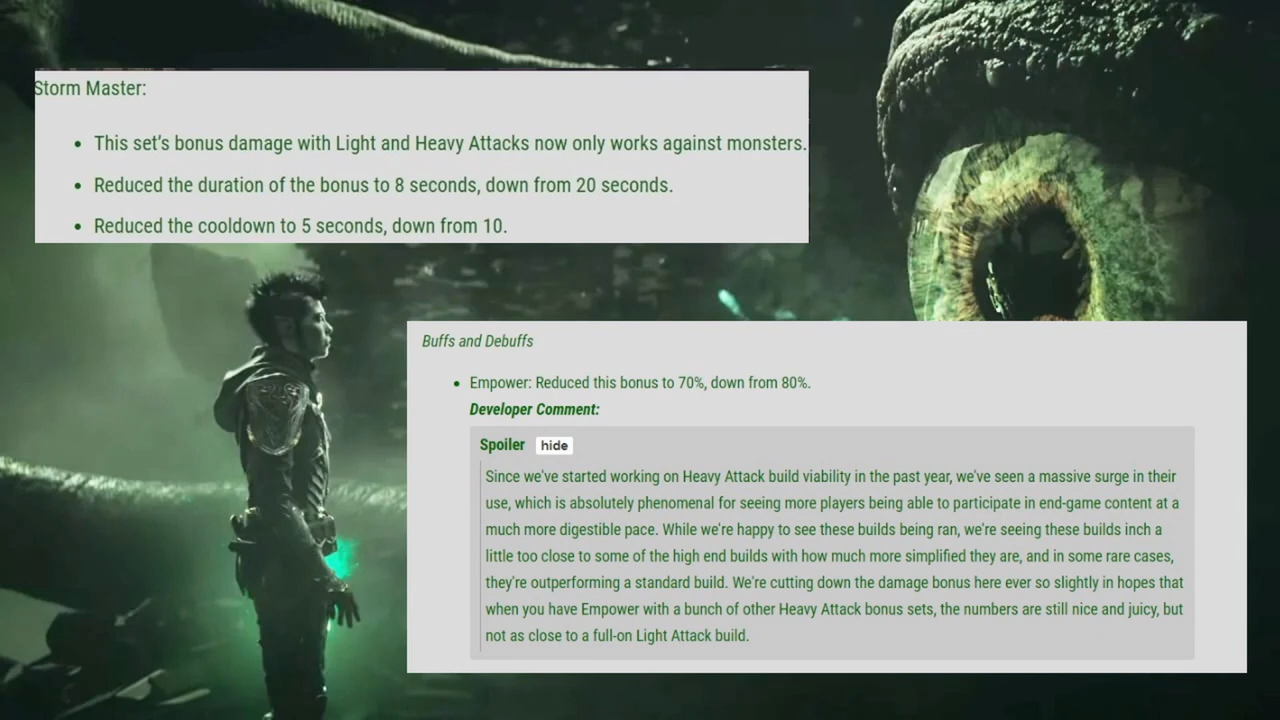 Storm Master:
This set’s bonus damage with Light and Heavy Attacks now only works against monsters.
Reduced the duration of the bonus to 8 seconds, down from 20 seconds.
Reduced the cooldown to 5 seconds, down from 10.
Buffs and Debuffs
Empower: Reduced this bonus to 70%, down from 80%.
Developer Comment:
Spoiler hide
Since we've started working on Heavy Attack build viability in the past year, we've seen a massive surge in their
use, which is absolutely phenomenal for seeing more players being able to participate in end-game content at a
much more digestible pace. While we're happy to see these builds being ran, we're seeing these builds inch a
little too close to some of the high end builds with how much more simplified they are, and in some rare cases,
they're outperforming a standard build. We're cutting down the damage bonus here ever so slightly in hopes that
when you have Empower with a bunch of other Heavy Attack bonus sets, the numbers are still nice and juicy, but
not as close to a full-on Light Attack build.